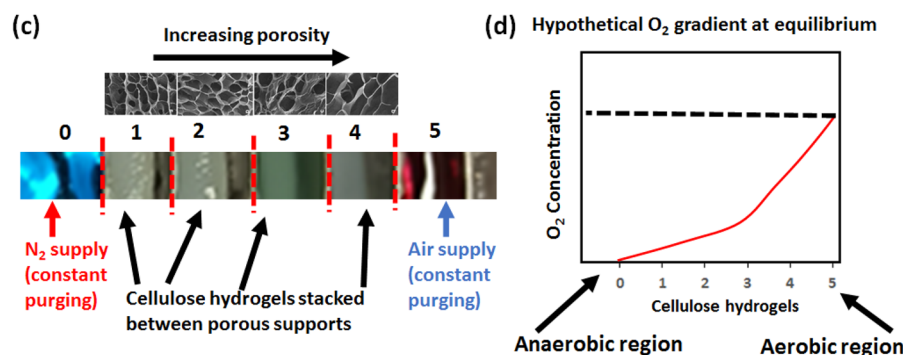 (c)
Increasing porosity
0 1 2 3 4 5
N₂ supply
(constant
purging)
Cellulose hydrogels stacked
between porous supports
Air supply
(constant
purging)
(d) Hypothetical O₂ gradient at equilibrium
O₂ Concentration
0 1 2 3 4 5
Cellulose hydrogels
Anaerobic region
Aerobic region